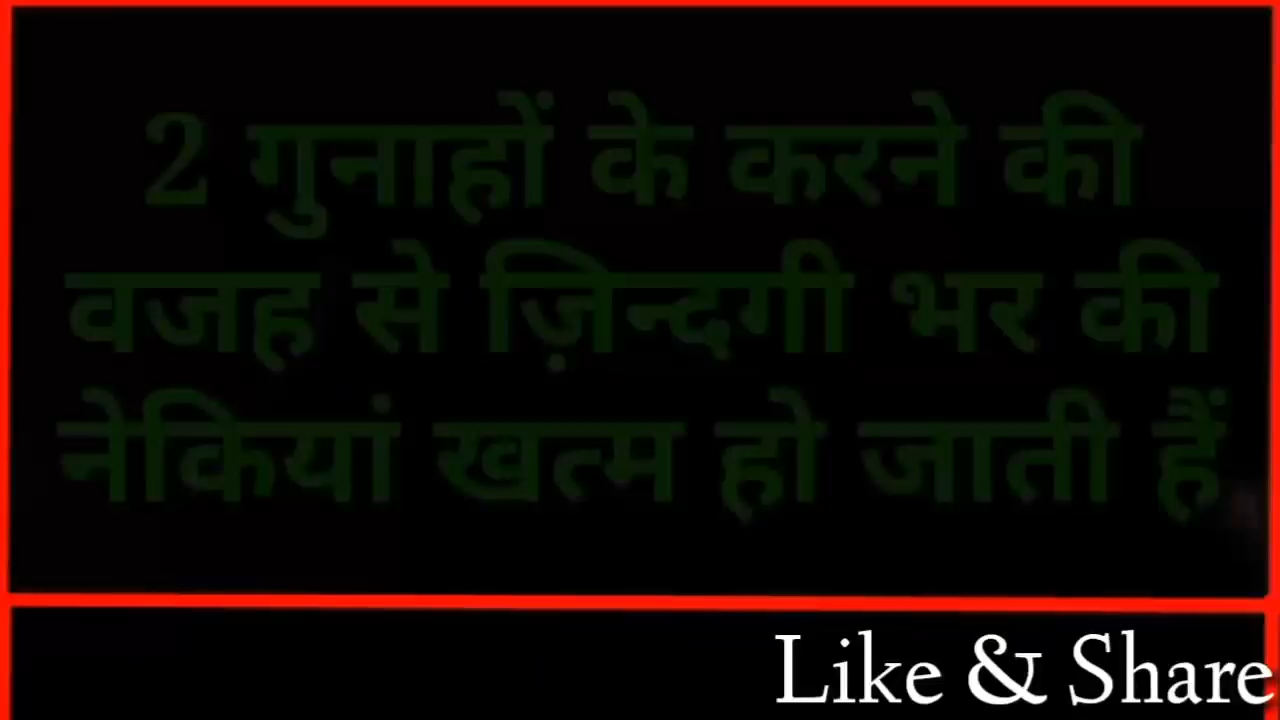 2 गुनाहों के करने की
वजह से ज़िन्दगी भर की
नेकियां खत्म हो जाती हैं
Like & Share